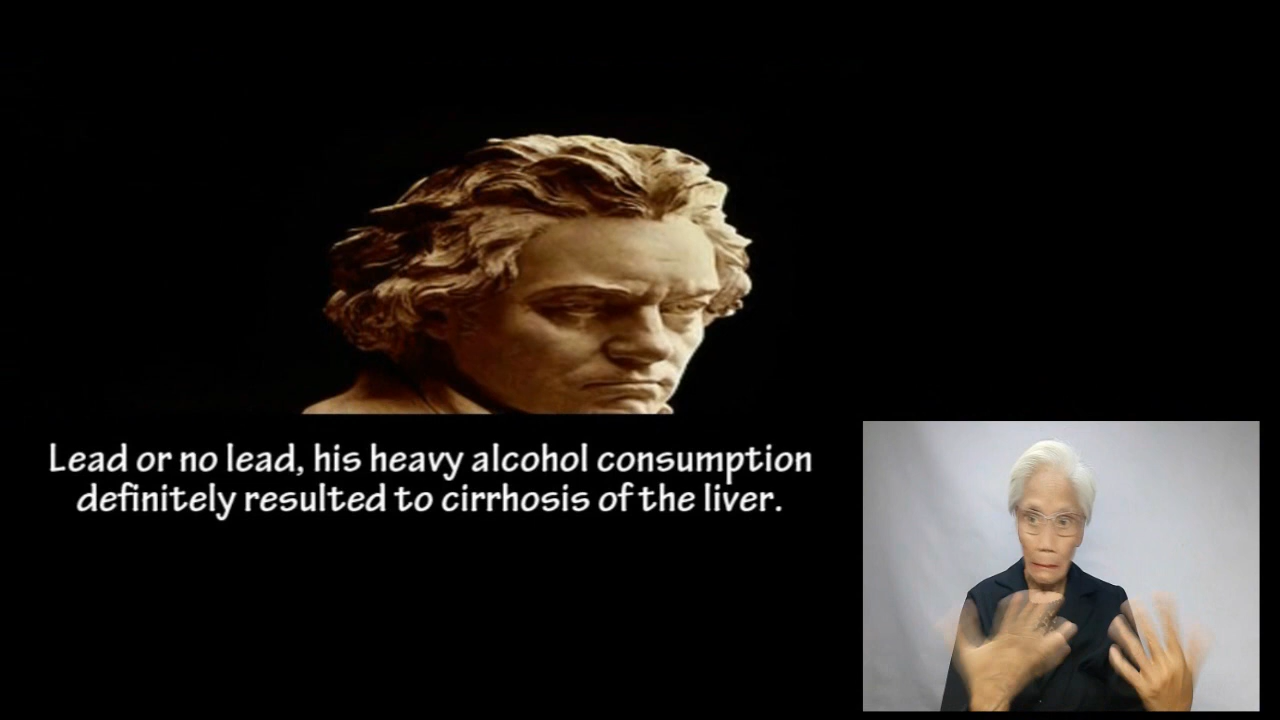 Lead or no lead, his heavy alcohol consumption
definitely resulted to cirrhosis of the liver.